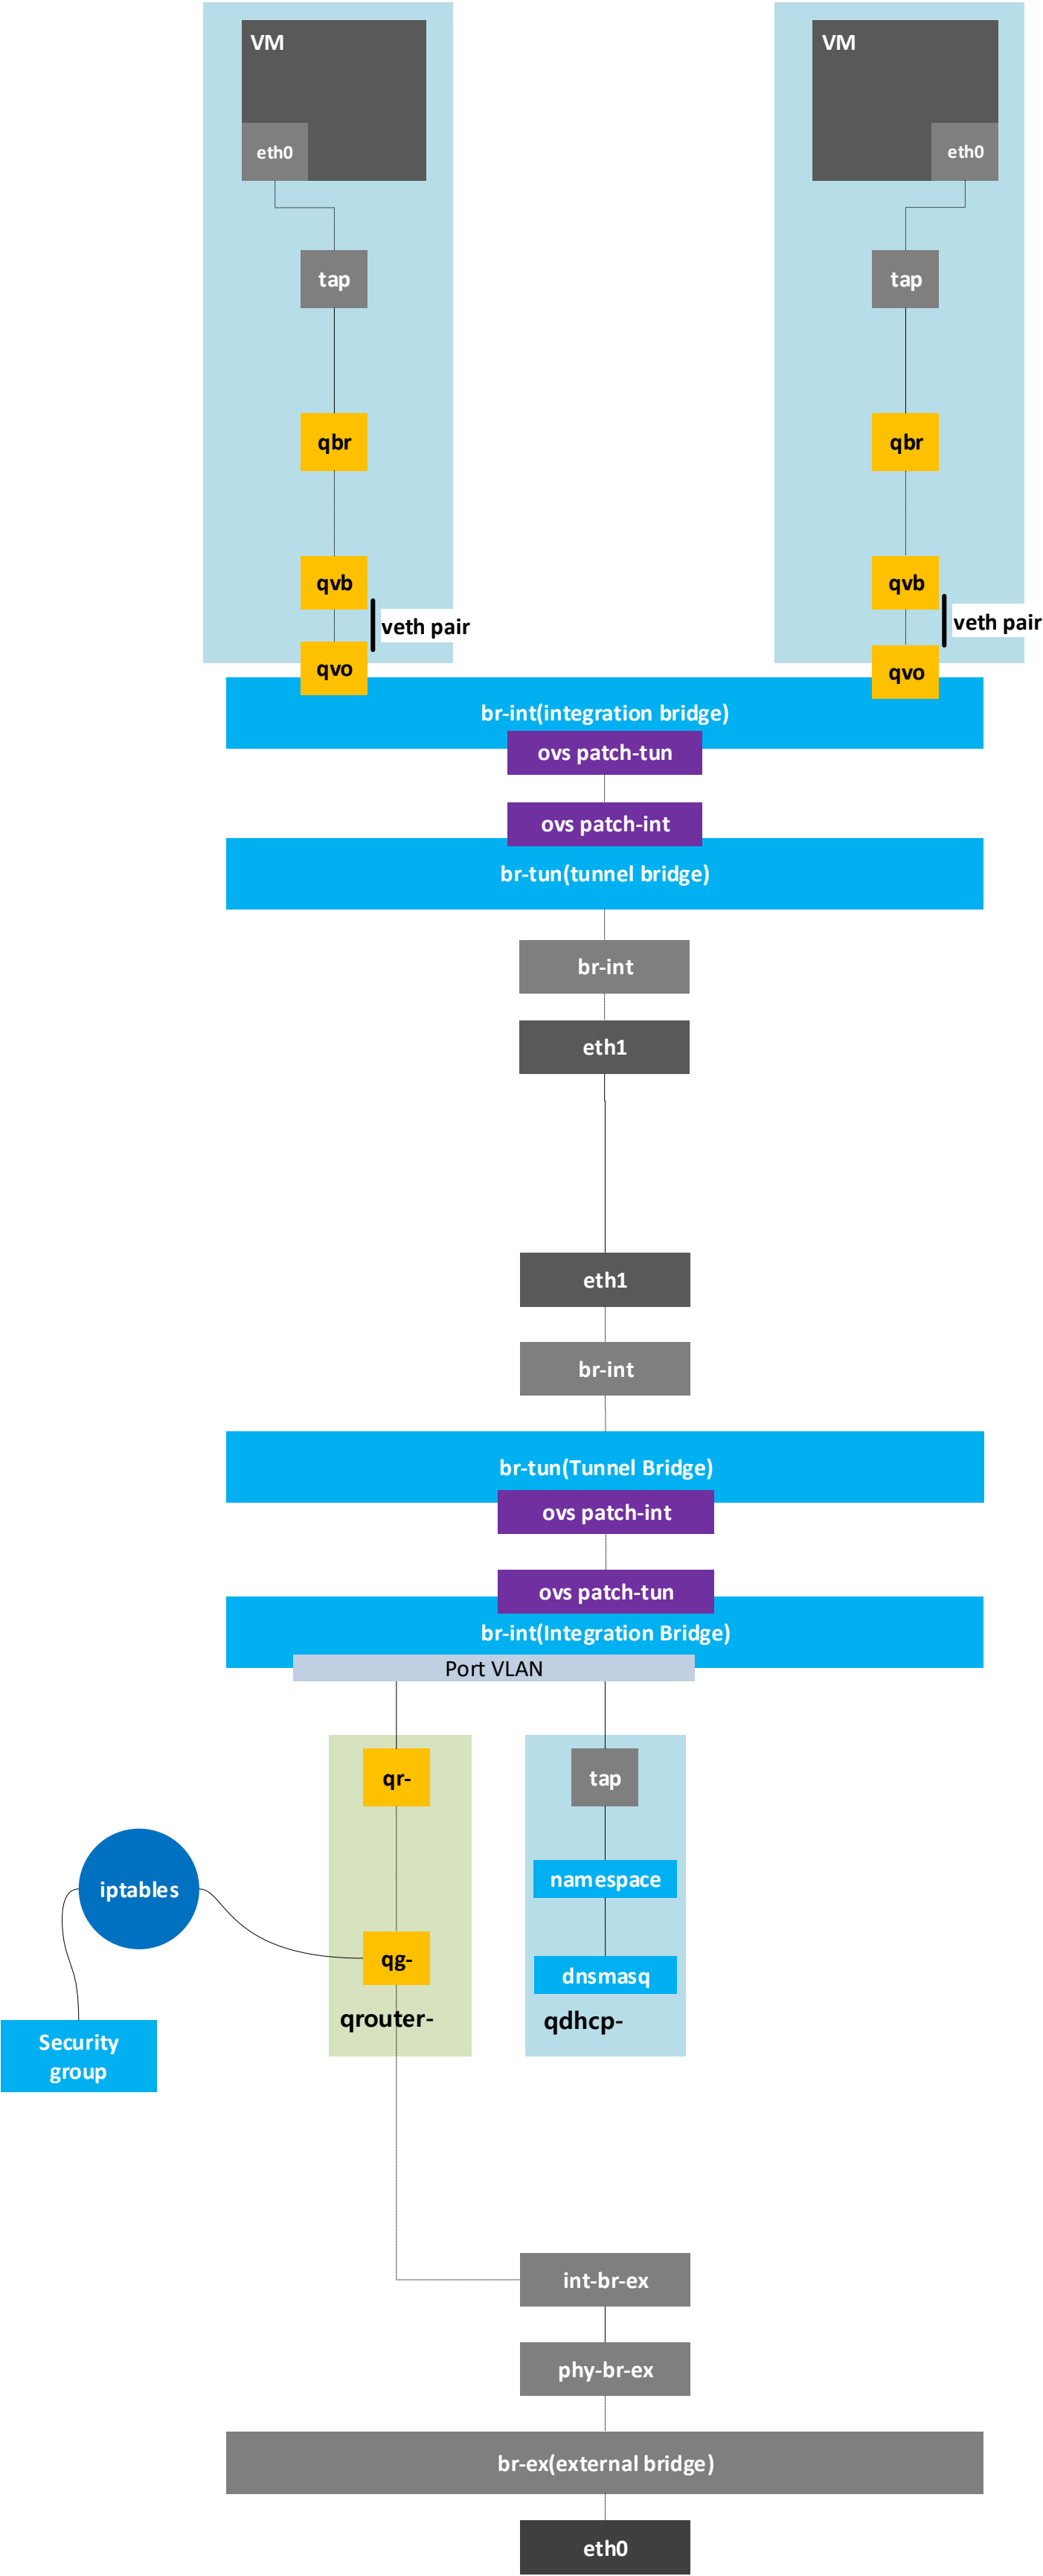 VM
VM
eth0
eth0
tap
tap
qbr
qbr
qvb
qvb
veth pair
veth pair
qvo
qvo
br-int(integration bridge)
ovs patch-tun
ovs patch-int
br-tun(tunnel bridge)
br-int
eth1
eth1
br-int
br-tun(Tunnel Bridge)
ovs patch-int
ovs patch-tun
br-int(Integration Bridge)
Port VLAN
qr-
tap
iptables
namespace
qg-
dnsmasq
qrouter-
qdhcp-
Security
group
int-br-ex
phy-br-ex
br-ex(external bridge)
eth0